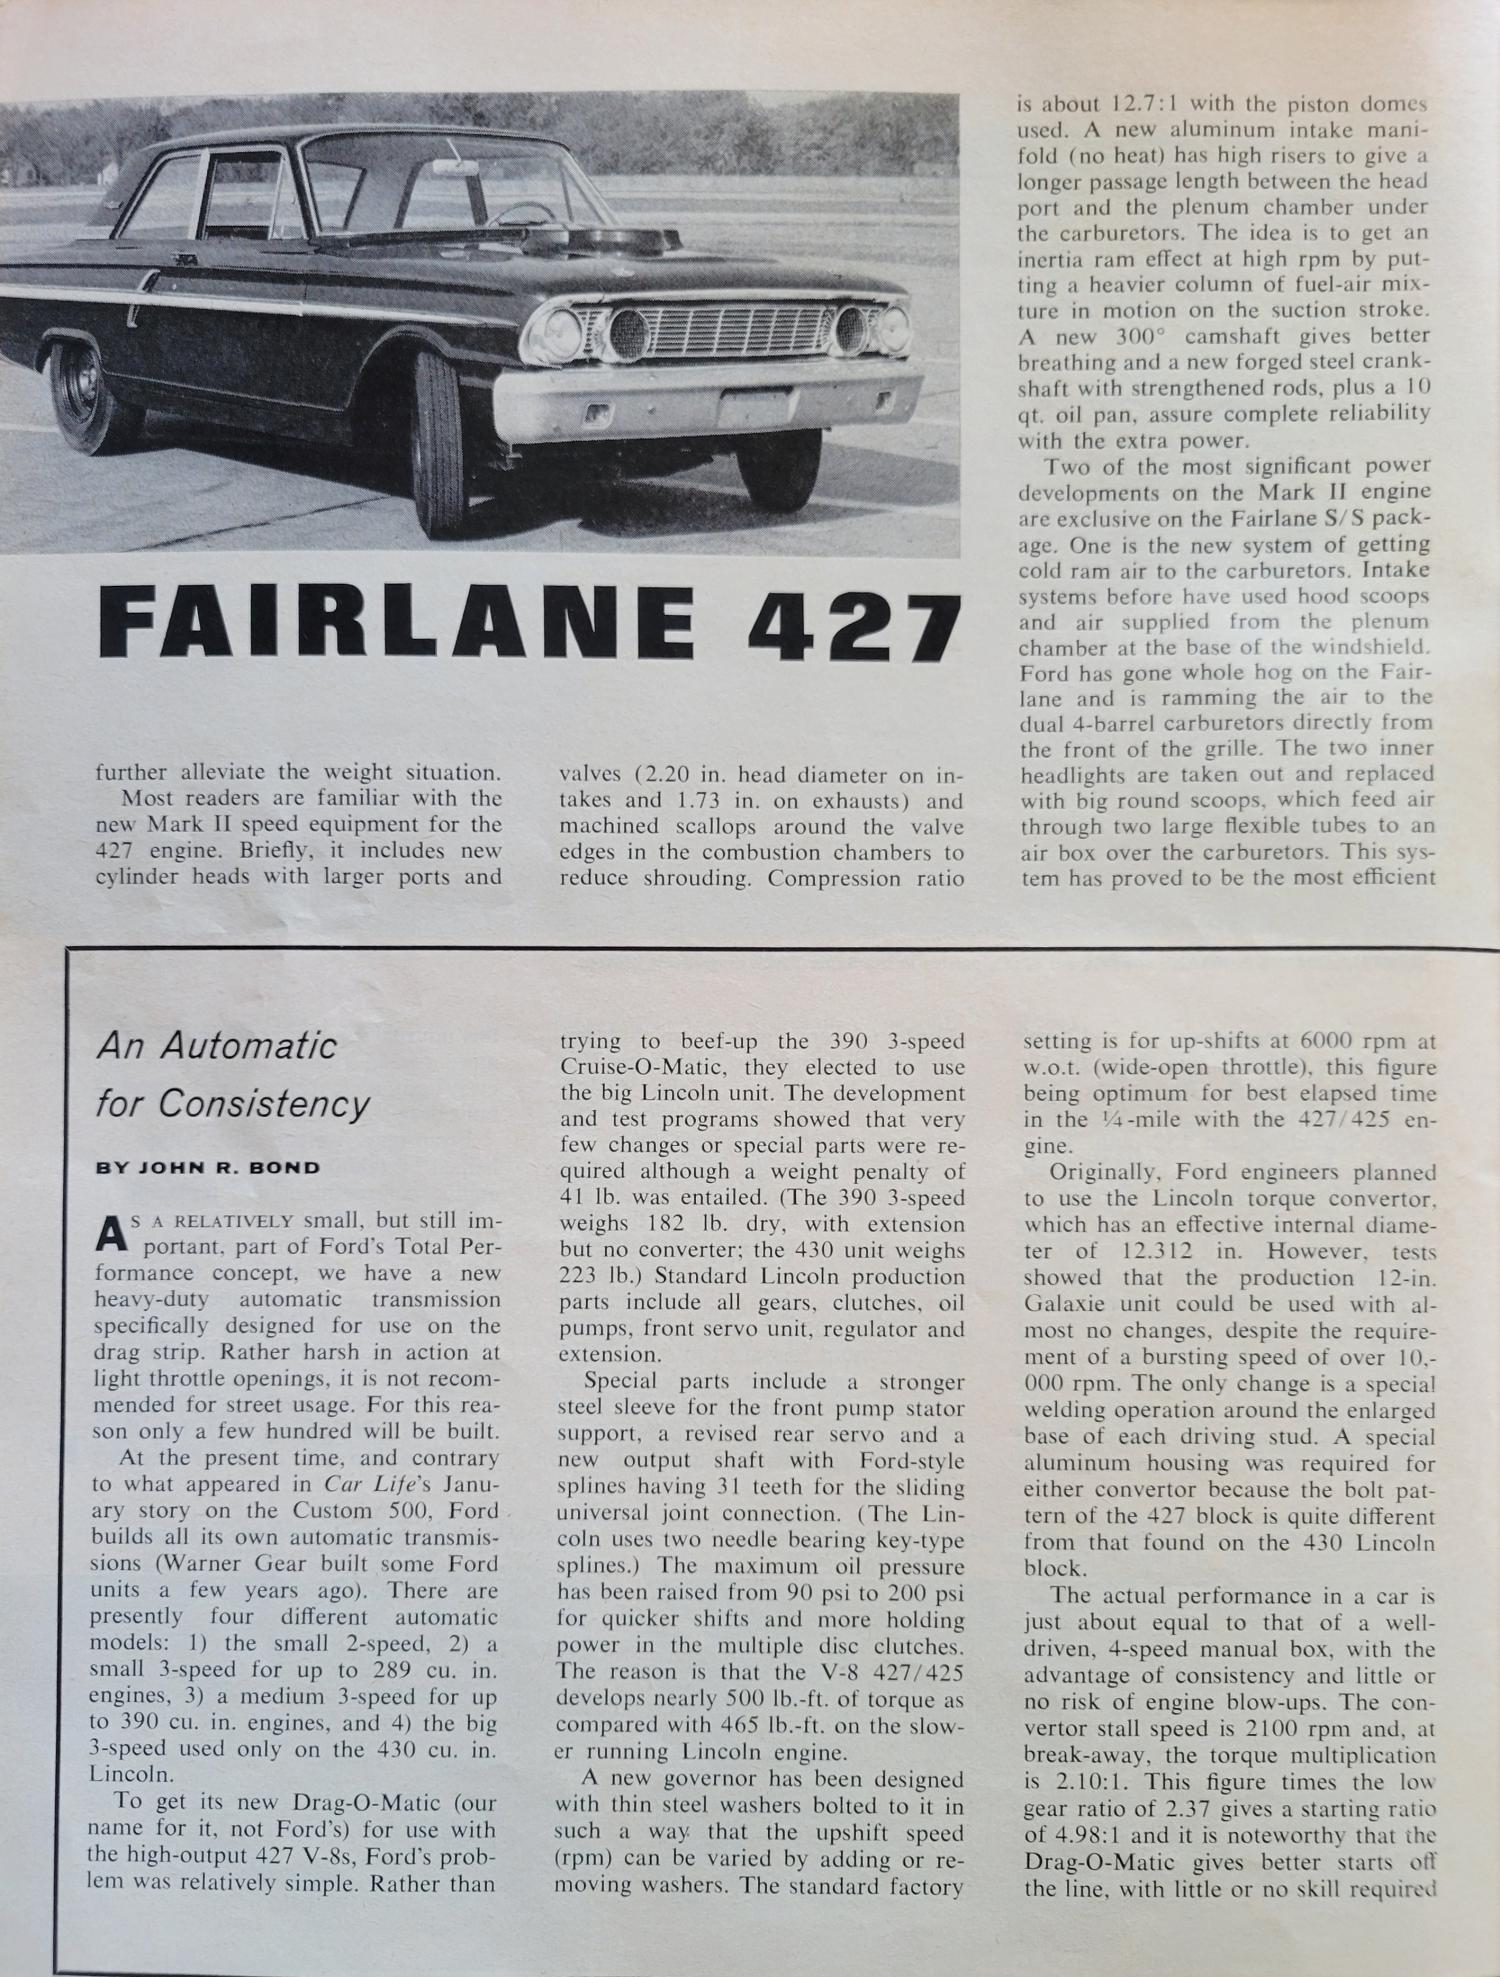 FAIRLANE 427
further alleviate the weight situation.
Most readers are familiar with the
new Mark II speed equipment for the
427 engine. Briefly, it includes new
cylinder heads with larger ports and
valves (2.20 in. head diameter on in-
takes and 1.73 in. on exhausts) and
machined scallops around the valve
edges in the combustion chambers to
reduce shrouding. Compression ratio
is about 12.7:1 with the piston domes
used. A new aluminum intake mani-
fold (no heat) has high risers to give a
longer passage length between the head
port and the plenum chamber under
the carburetors. The idea is to get an
inertia ram effect at high rpm by put-
ting a heavier column of fuel-air mix-
ture in motion on the suction stroke.
A new 300° camshaft gives better
breathing and a new forged steel crank-
shaft with strengthened rods, plus a 10
qt. oil pan, assure complete reliability
with the extra power.
Two of the most significant power
developments on the Mark II engine
are exclusive on the Fairlane S/S pack-
age. One is the new system of getting
cold ram air to the carburetors. Intake
systems before have used hood scoops
and air supplied from the plenum
chamber at the base of the windshield.
Ford has gone whole hog on the Fair-
lane and is ramming the air to the
dual 4-barrel carburetors directly from
the front of the grille. The two inner
headlights are taken out and replaced
with big round scoops, which feed air
through two large flexible tubes to an
air box over the carburetors. This sys-
tem has proved to be the most efficient
An Automatic
for Consistency
BY JOHN R. BOND
AS A RELATIVELY small, but still im-
portant, part of Ford's Total Per-
formance concept, we have a new
heavy-duty automatic transmission
specifically designed for use on the
drag strip. Rather harsh in action at
light throttle openings, it is not recom-
mended for street usage. For this rea-
son only a few hundred will be built.
At the present time, and contrary
to what appeared in Car Life's Janu-
ary story on the Custom 500, Ford
builds all its own automatic transmis-
sions (Warner Gear built some Ford
units a few years ago). There are
presently four different automatic
models: 1) the small 2-speed, 2) a
small 3-speed for up to 289 cu. in.
engines, 3) a medium 3-speed for up
to 390 cu. in. engines, and 4) the big
3-speed used only on the 430 cu. in.
Lincoln.
To get its new Drag-O-Matic (our
name for it, not Ford's) for use with
the high-output 427 V-8s, Ford's prob-
lem was relatively simple. Rather than
trying to beef-up the 390 3-speed
Cruise-O-Matic, they elected to use
the big Lincoln unit. The development
and test programs showed that very
few changes or special parts were re-
quired although a weight penalty of
41 lb. was entailed. (The 390 3-speed
weighs 182 lb. dry, with extension
but no converter; the 430 unit weighs
223 lb.) Standard Lincoln production
parts include all gears, clutches, oil
pumps, front servo unit, regulator and
extension.
Special parts include a stronger
steel sleeve for the front pump stator
support, a revised rear servo and a
new output shaft with Ford-style
splines having 31 teeth for the sliding
universal joint connection. (The Lin-
coln uses two needle bearing key-type
splines.) The maximum oil pressure
has been raised from 90 psi to 200 psi
for quicker shifts and more holding
power in the multiple disc clutches.
The reason is that the V-8 427/425
develops nearly 500 lb.-ft. of torque as
compared with 465 lb.-ft. on the slow-
er running Lincoln engine.
A new governor has been designed
with thin steel washers bolted to it in
such a way that the upshift speed
(rpm) can be varied by adding or re-
moving washers. The standard factory
setting is for up-shifts at 6000 rpm at
w.o.t. (wide-open throttle), this figure
being optimum for best elapsed time
in the ¼-mile with the 427/425 en-
gine.
Originally, Ford engineers planned
to use the Lincoln torque convertor,
which has an effective internal diame-
ter of 12.312 in. However, tests
showed that the production 12-in.
Galaxie unit could be used with al-
most no changes, despite the require-
ment of a bursting speed of over 10,-
000 rpm. The only change is a special
welding operation around the enlarged
base of each driving stud. A special
aluminum housing was required for
either convertor because the bolt pat-
tern of the 427 block is quite different
from that found on the 430 Lincoln
block.
The actual performance in a car is
just about equal to that of a well-
driven, 4-speed manual box, with the
advantage of consistency and little or
no risk of engine blow-ups. The con-
vertor stall speed is 2100 rpm and, at
break-away, the torque multiplication
is 2.10:1. This figure times the low
gear ratio of 2.37 gives a starting ratio
of 4.98:1 and it is noteworthy that the
Drag-O-Matic gives better starts off
the line, with little or no skill required